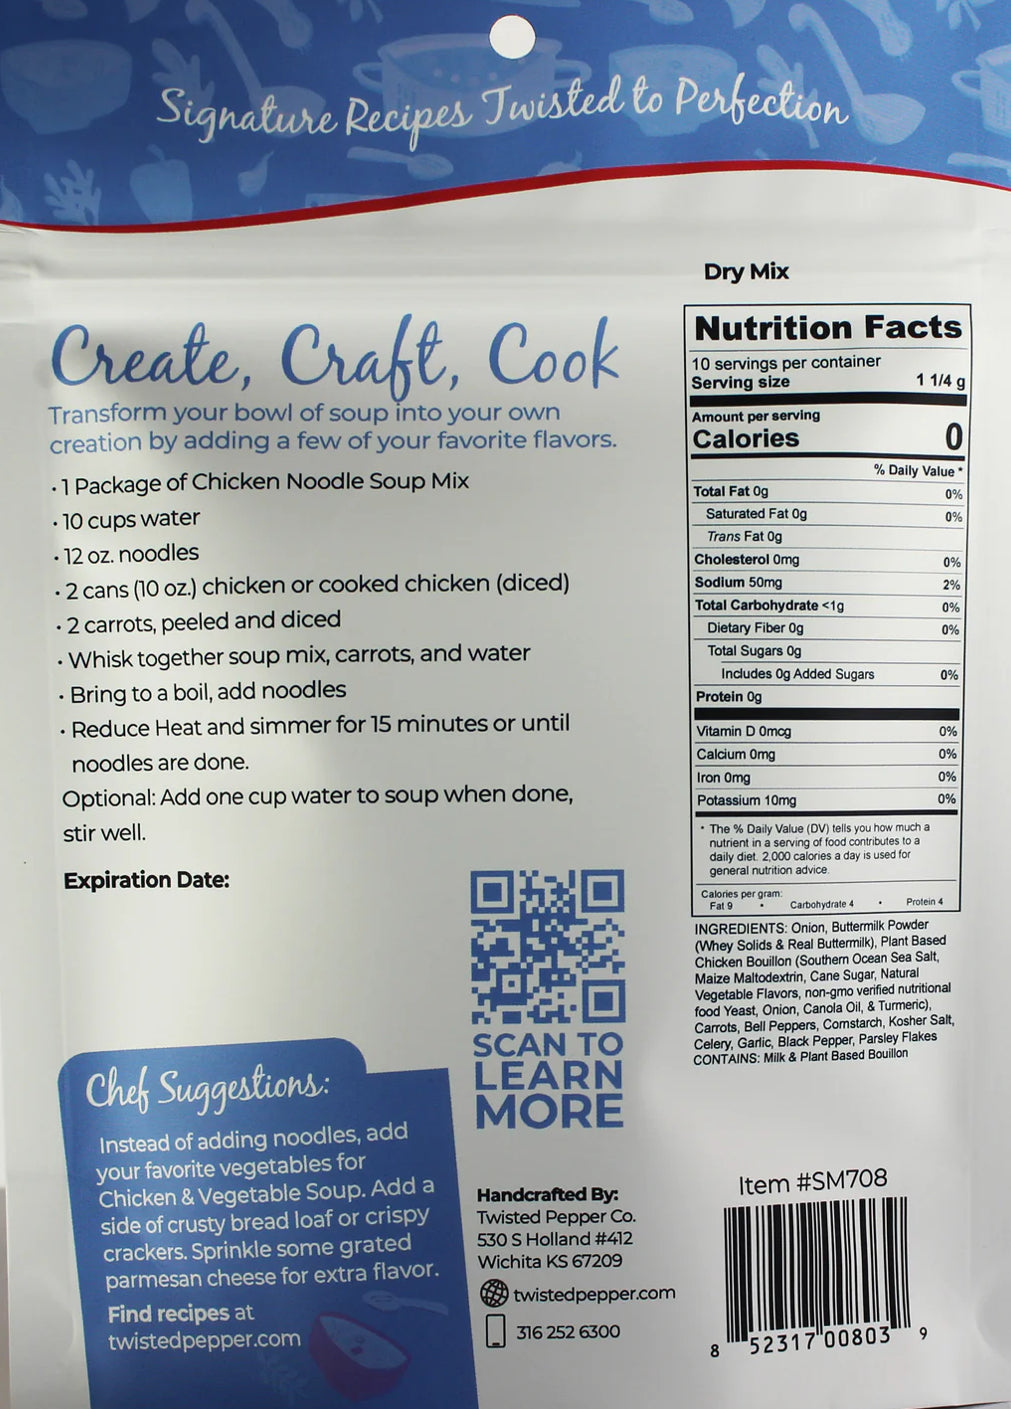 Signature Recipes Twisted to Perfection
Create, Craft, Cook
Transform your bowl of soup into your own
creation by adding a few of your favorite flavors.
· 1 Package of Chicken Noodle Soup Mix
· 10 cups water
· 12 oz. noodles
· 2 cans (10 oz.) chicken or cooked chicken (diced)
· 2 carrots, peeled and diced
· Whisk together soup mix, carrots, and water
· Bring to a boil, add noodles
· Reduce Heat and simmer for 15 minutes or until
noodles are done.
Optional: Add one cup water to soup when done,
stir well.
Expiration Date:
Chef Suggestions:
Instead of adding noodles, add
your favorite vegetables for
Chicken & Vegetable Soup. Add a
side of crusty bread loaf or crispy
crackers. Sprinkle some grated
parmesan cheese for extra flavor.
Find recipes at
twistedpepper.com
SCAN TO
LEARN
MORE
Handcrafted By:
Twisted Pepper Co.
530 S Holland #412
Wichita KS 67209
twistedpepper.com
316 252 6300
Dry Mix
Nutrition Facts
10 servings per container
Serving size 1 1/4 g
Amount per serving
Calories 0
% Daily Value *
Total Fat 0g 0%
Saturated Fat 0g 0%
Trans Fat 0g
Cholesterol 0mg 0%
Sodium 50mg 2%
Total Carbohydrate <1g 0%
Dietary Fiber 0g 0%
Total Sugars 0g
Includes 0g Added Sugars 0%
Protein 0g
Vitamin D 0mcg 0%
Calcium 0mg 0%
Iron 0mg 0%
Potassium 10mg 0%
* The % Daily Value (DV) tells you how much a
nutrient in a serving of food contributes to a
daily diet. 2,000 calories a day is used for
general nutrition advice.
Calories per gram:
Fat 9 • Carbohydrate 4 • Protein 4
INGREDIENTS: Onion, Buttermilk Powder
(Whey Solids & Real Buttermilk), Plant Based
Chicken Bouillon (Southern Ocean Sea Salt,
Maize Maltodextrin, Cane Sugar, Natural
Vegetable Flavors, non-gmo verified nutritional
food Yeast, Onion, Canola Oil, & Turmeric),
Carrots, Bell Peppers, Cornstarch, Kosher Salt,
Celery, Garlic, Black Pepper, Parsley Flakes
CONTAINS: Milk & Plant Based Bouillon
Item #SM708
8 52317 00803 9